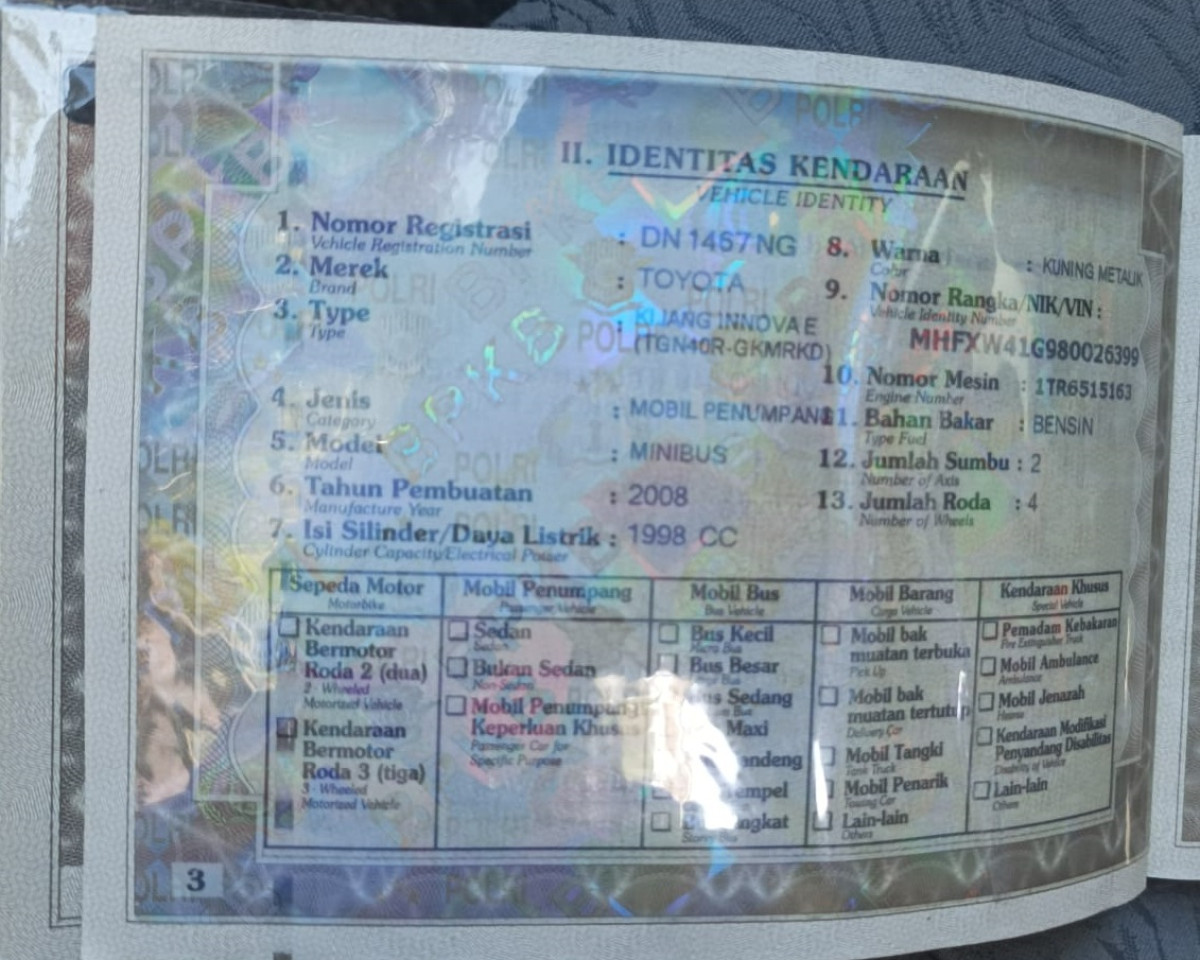 II. IDENTITAS KENDARAAN
VEHICLE IDENTITY
1. Nomor Registrasi : DN 1467 NG
Vehicle Registration Number
2. Merek : TOYOTA
Brand
3. Type : KIJANG INNOVA E
Type
(TGN40R-GKMRKD)
4. Jenis : MOBIL PENUMPANG
Category
5. Model : MINIBUS
Model
6. Tahun Pembuatan : 2008
Manufacture Year
7. Isi Silinder/Daya Listrik : 1998 CC
Cylinder Capacity/Electrical Power
8. Warna : KUNING METALIK
Color
9. Nomor Rangka/NIK/VIN :
Vehicle Identity Number
MHFXW41G980026399
10. Nomor Mesin : 1TR6515163
Engine Number
11. Bahan Bakar : BENSIN
Type Fuel
12. Jumlah Sumbu : 2
Number of Axis
13. Jumlah Roda : 4
Number of Wheels
Sepeda Motor
Motorbike
Kendaraan
Bermotor
Roda 2 (dua)
2 - Wheeled
Motorized Vehicle
Kendaraan
Bermotor
Roda 3 (tiga)
3 - Wheeled
Motorized Vehicle
Mobil Penumpang
Passenger Vehicle
Sedan
Sedan
Bukan Sedan
Non-Sedan
Mobil Penumpang
Keperluan Khusus
Passenger Car for
Specific Purpose
Mobil Bus
Bus Vehicle
Bus Kecil
Micro Bus
Bus Besar
Bus
Sedang
Bus
Maxi
Mobil Barang
Cargo Vehicle
Mobil bak
muatan terbuka
Pick Up
Mobil bak
muatan tertutup
Delivery Car
Mobil Tangki
Tank Truck
Mobil Penarik
Towing Car
Lain-lain
Others
Kendaraan Khusus
Special Vehicle
Pemadam Kebakaran
Fire Extinguisher Truck
Mobil Ambulance
Ambulance
Mobil Jenazah
Hearse
Kendaraan Modifikasi
Penyandang Disabilitas
Disability of Vehicle
Lain-lain
Others
3